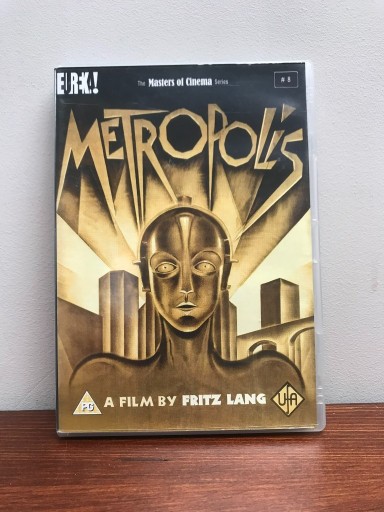 EUREKA!
The Masters of Cinema Series
# 8
METROPOLIS
PG
A FILM BY FRITZ LANG
UFA